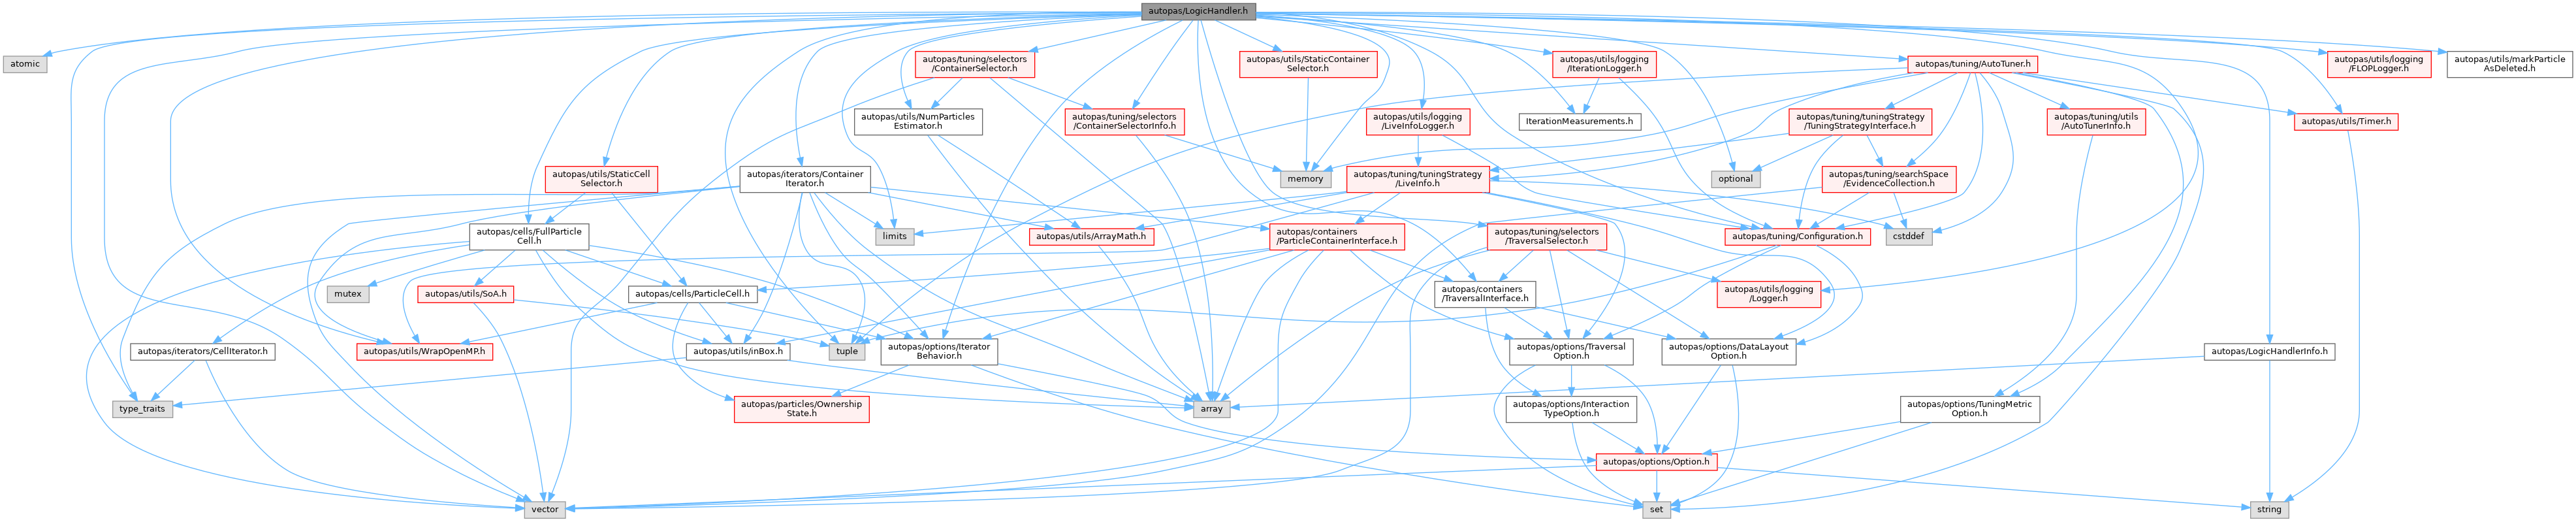 autopas/LogicHandler.h
atomic
autopas/tuning/selectors
/ContainerSelector.h
autopas/utils/StaticContainer
Selector.h
autopas/utils/logging
/IterationLogger.h
autopas/tuning/AutoTuner.h
autopas/utils/logging
/FLOPLogger.h
autopas/utils/markParticle
AsDeleted.h
autopas/utils/NumParticles
Estimator.h
autopas/tuning/selectors
/ContainerSelectorInfo.h
autopas/utils/logging
/LiveInfoLogger.h
IterationMeasurements.h
autopas/tuning/tuningStrategy
/TuningStrategyInterface.h
autopas/tuning/utils
/AutoTunerInfo.h
autopas/utils/Timer.h
autopas/utils/StaticCell
Selector.h
autopas/iterators/Container
Iterator.h
memory
autopas/tuning/tuningStrategy
/LiveInfo.h
optional
autopas/tuning/searchSpace
/EvidenceCollection.h
autopas/cells/FullParticle
Cell.h
limits
autopas/utils/ArrayMath.h
autopas/containers
/ParticleContainerInterface.h
autopas/tuning/selectors
/TraversalSelector.h
autopas/tuning/Configuration.h
cstddef
mutex
autopas/utils/SoA.h
autopas/cells/ParticleCell.h
autopas/containers
/TraversalInterface.h
autopas/utils/logging
/Logger.h
autopas/iterators/CellIterator.h
autopas/utils/WrapOpenMP.h
autopas/utils/inBox.h
tuple
autopas/options/Iterator
Behavior.h
autopas/options/Traversal
Option.h
autopas/options/DataLayout
Option.h
autopas/LogicHandlerInfo.h
type_traits
autopas/particles/Ownership
State.h
array
autopas/options/Interaction
TypeOption.h
autopas/options/TuningMetric
Option.h
autopas/options/Option.h
vector
set
string